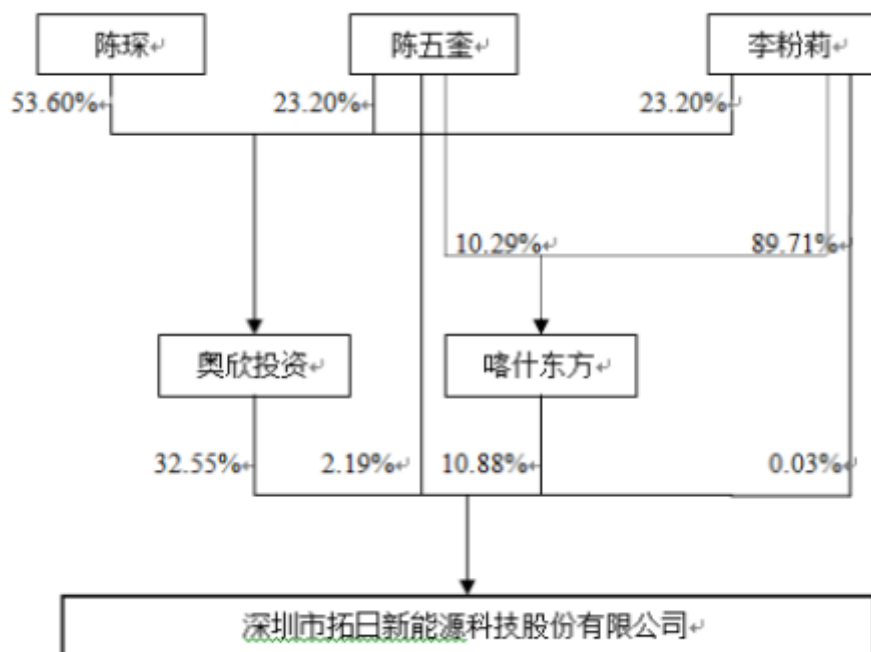 陈琛
陈五奎
李粉莉
53.60%
23.20%
23.20%
10.29%
89.71%
奥欣投资
喀什东方
32.55%
2.19%
10.88%
0.03%
深圳市拓日新能源科技股份有限公司